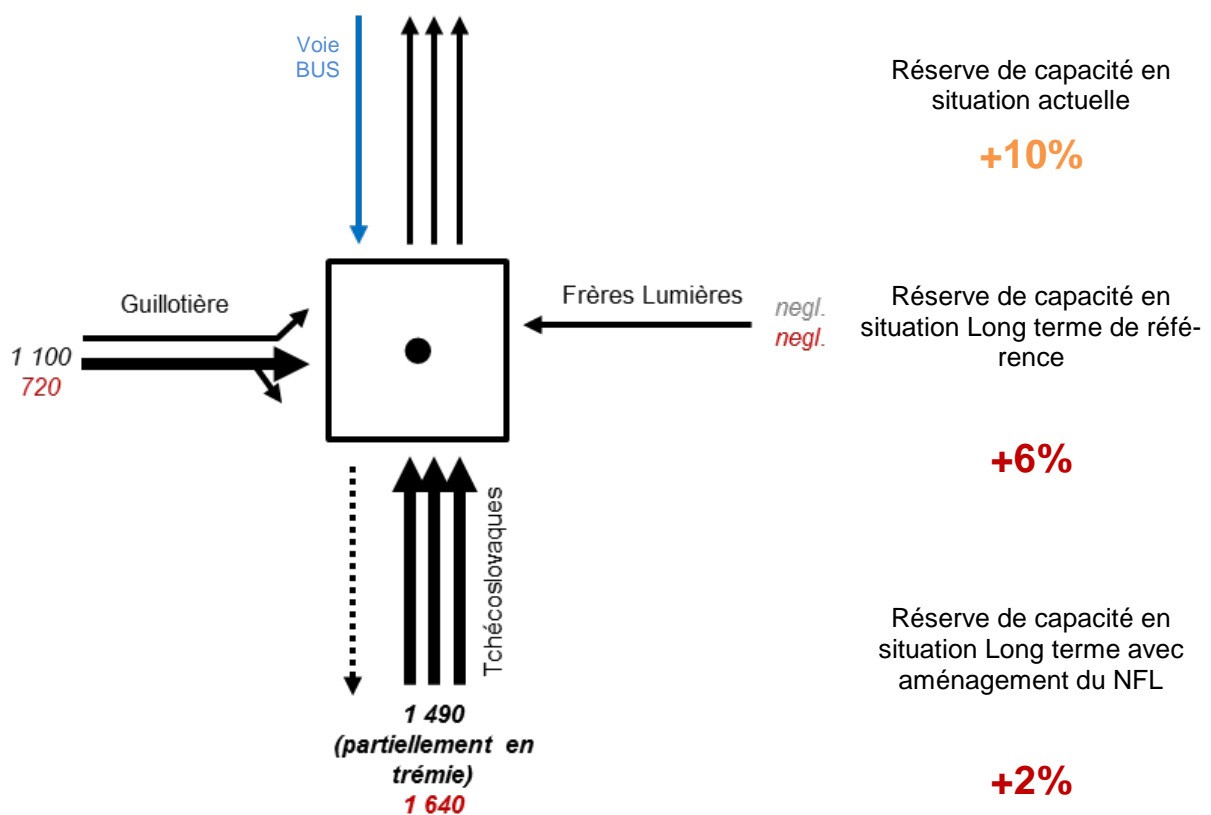 Voie
BUS
Guillotière
1 100
720
Frères Lumières
negl.
negl.
Tchécoslovaques
1 490
(partiellement en
trémie)
1 640
Réserve de capacité en
situation actuelle
+10%
Réserve de capacité en
situation Long terme de réfé-
rence
+6%
Réserve de capacité en
situation Long terme avec
aménagement du NFL
+2%